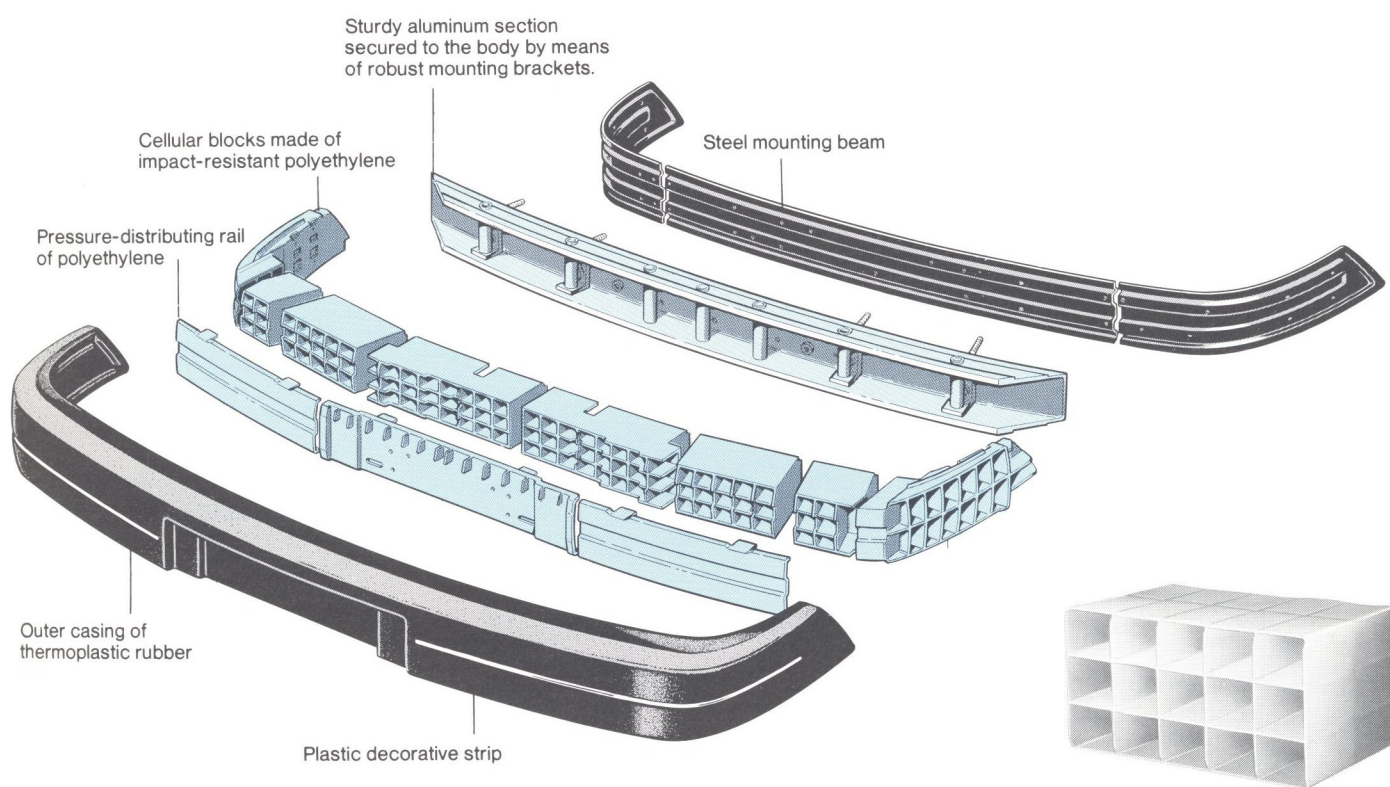 Sturdy aluminum section
secured to the body by means
of robust mounting brackets.
Steel mounting beam
Cellular blocks made of
impact-resistant polyethylene
Pressure-distributing rail
of polyethylene
Outer casing of
thermoplastic rubber
Plastic decorative strip